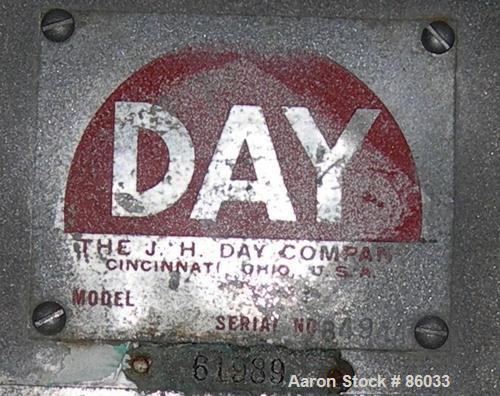 DAY
THE J. H. DAY COMPAN
CINCINNATI, OHIO, U.S.A.
MODEL
SERIAL NO
61989
Aaron Stock # 86033